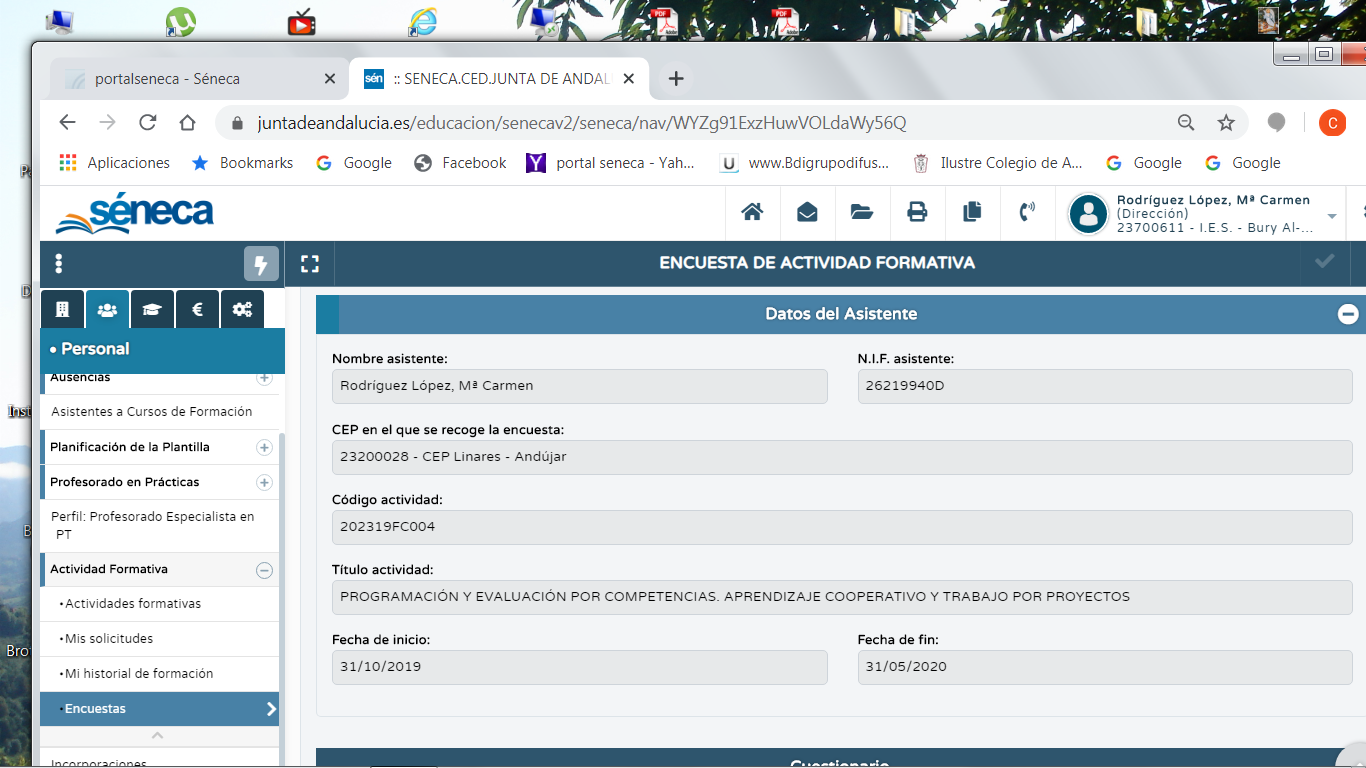 portalseneca - Séneca
sén :: SENECA.CED.JUNTA DE ANDAL
juntadeandalucia.es/educacion/senecav2/seneca/nav/WYZg91ExzHuwVOLdaWy56Q
C
Aplicaciones Bookmarks Google Facebook portal seneca - Yah... www.Bdigrupodifus... Ilustre Colegio de A... Google Google
séneca
Rodríguez López, Mª Carmen
(Dirección)
23700611 - I.E.S. - Bury Al-...
ENCUESTA DE ACTIVIDAD FORMATIVA
• Personal
Ausencias
Asistentes a Cursos de Formación
Planificación de la Plantilla
Profesorado en Prácticas
Perfil: Profesorado Especialista en
PT
Actividad Formativa
•Actividades formativas
•Mis solicitudes
•Mi historial de formación
•Encuestas
Incorporaciones
Datos del Asistente
Nombre asistente: N.I.F. asistente:
Rodríguez López, Mª Carmen 26219940D
CEP en el que se recoge la encuesta:
23200028 - CEP Linares - Andújar
Código actividad:
202319FC004
Título actividad:
PROGRAMACIÓN Y EVALUACIÓN POR COMPETENCIAS. APRENDIZAJE COOPERATIVO Y TRABAJO POR PROYECTOS
Fecha de inicio: Fecha de fin:
31/10/2019 31/05/2020
Cuestionario